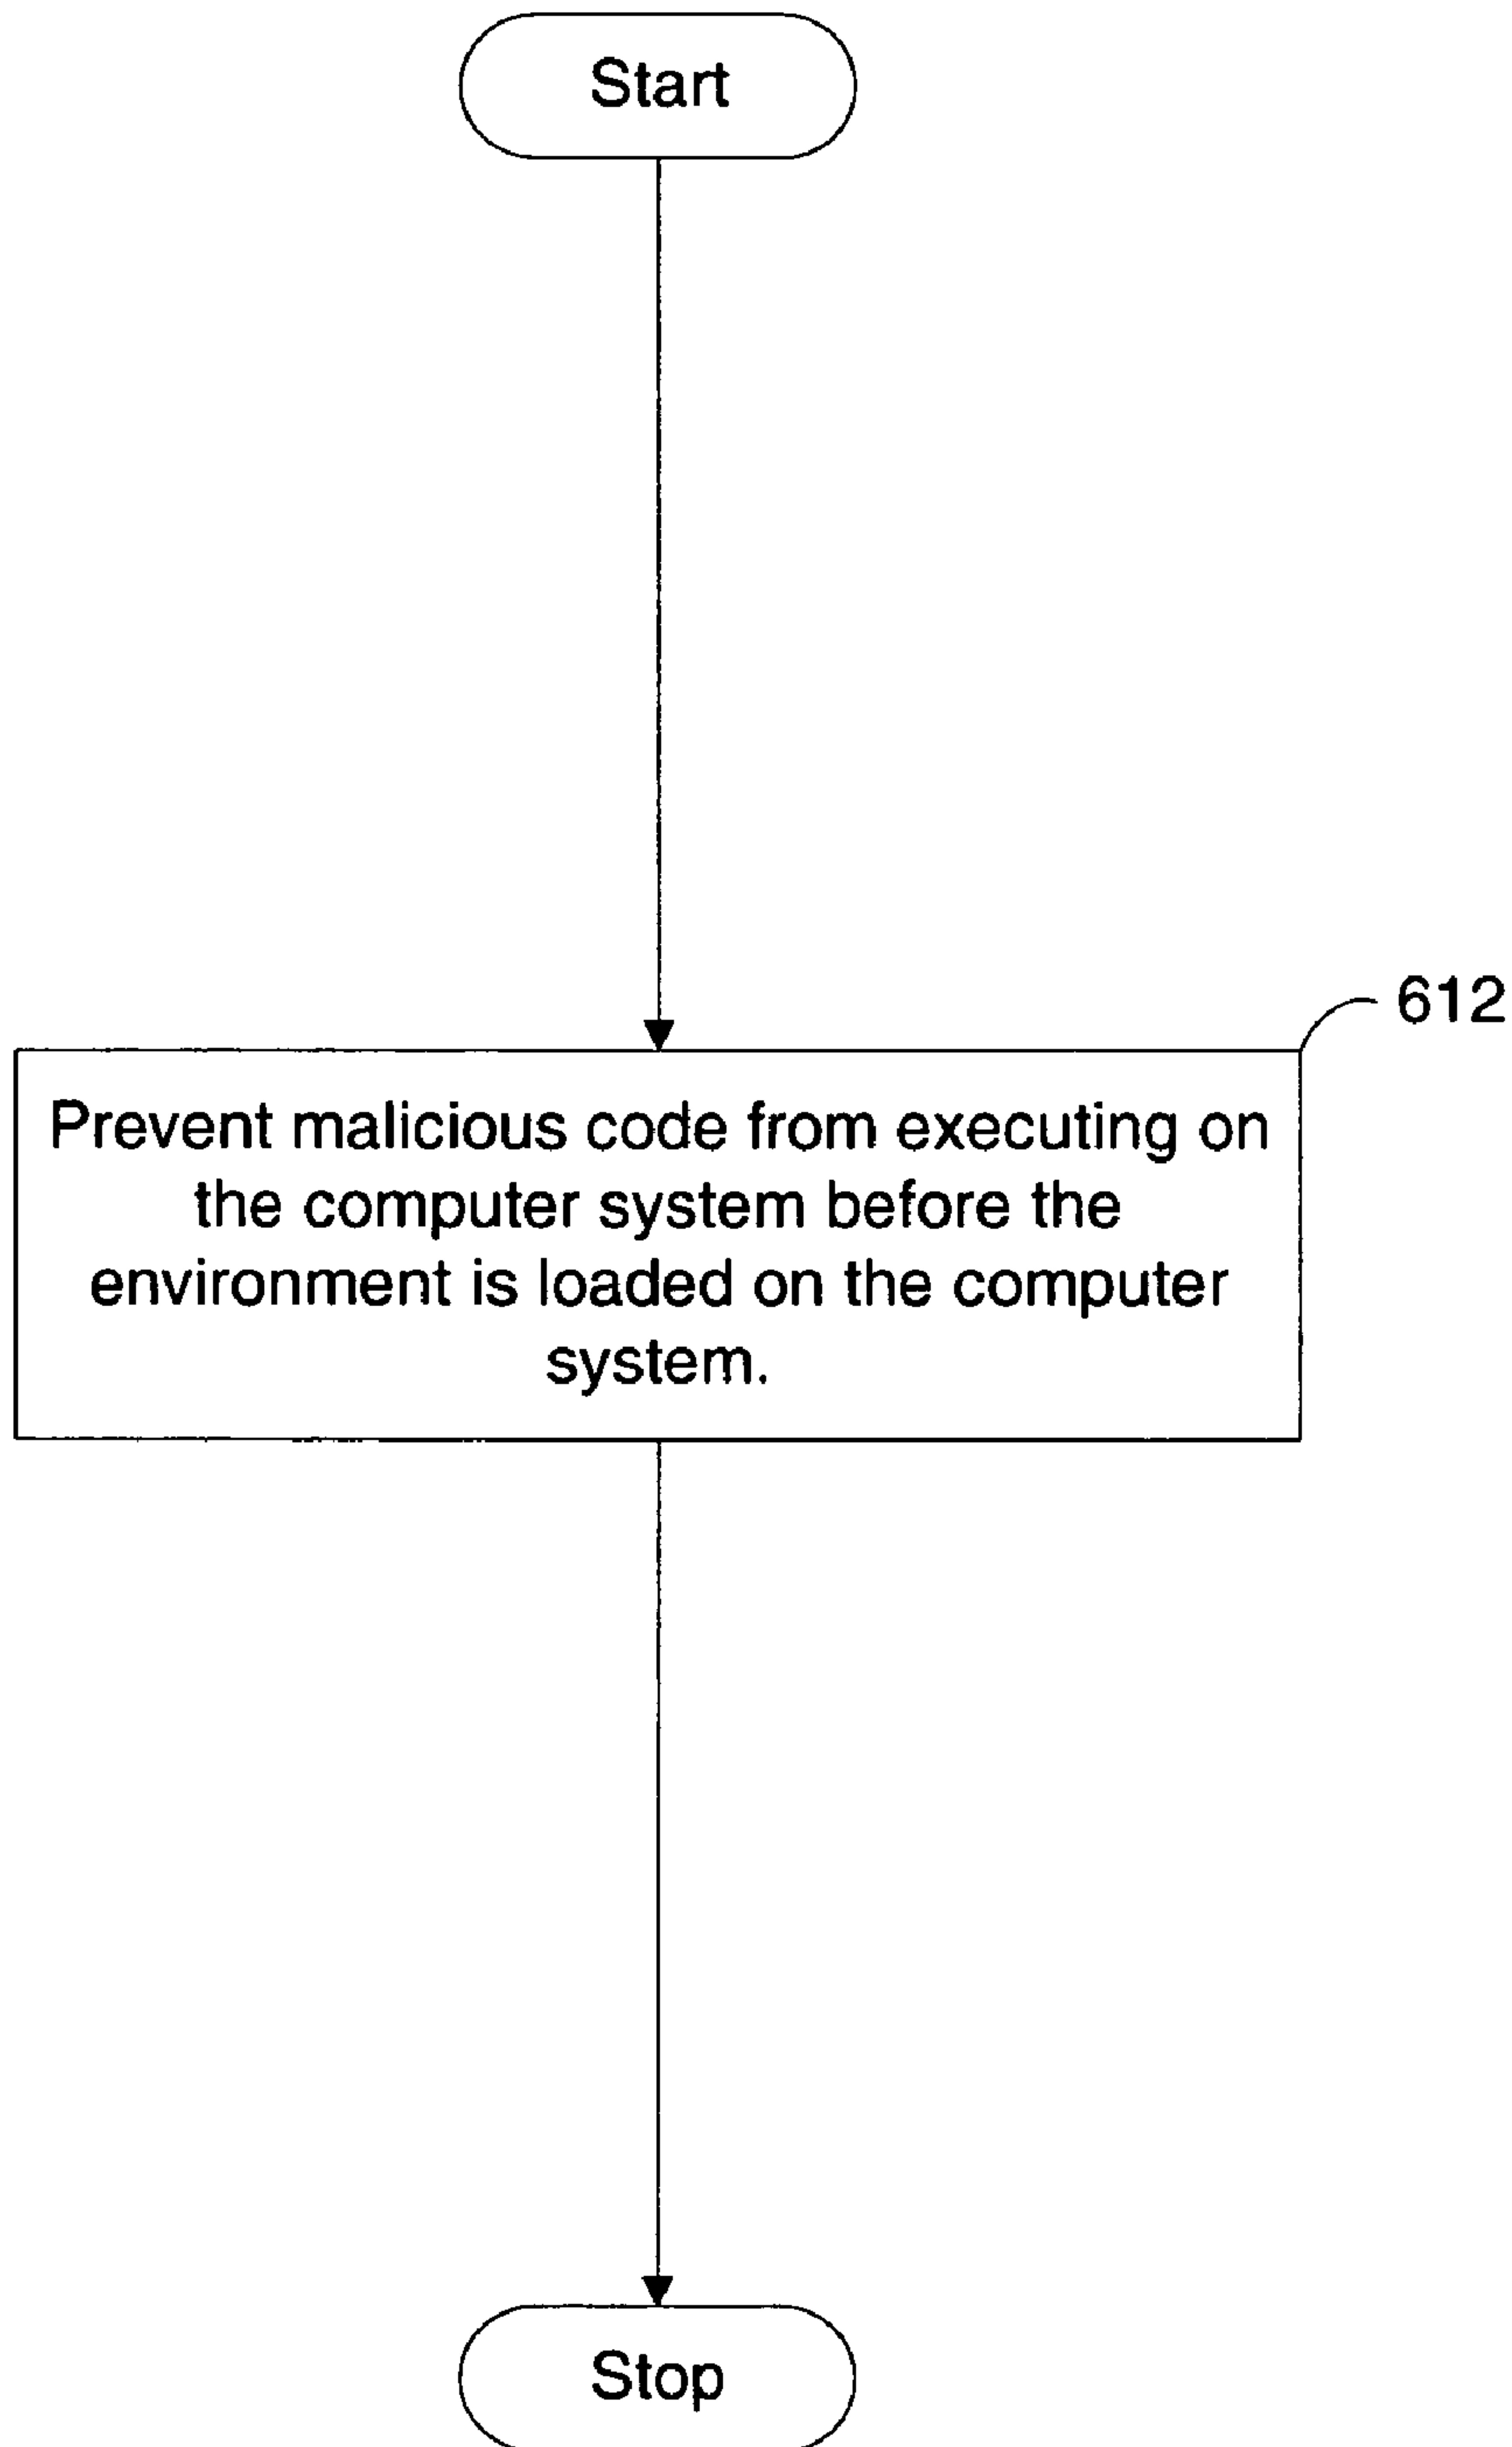 Start
612
Prevent malicious code from executing on
the computer system before the
environment is loaded on the computer
system.
Stop